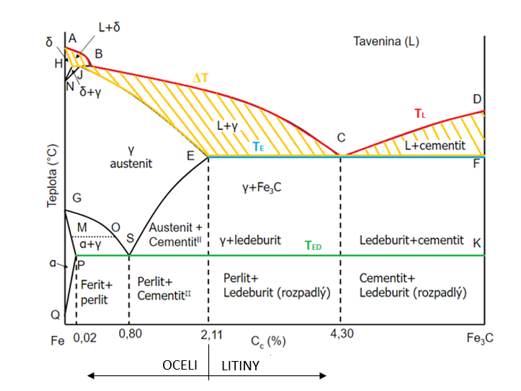 L+δ
A
δ
B
Tavenina (L)
H
J
N
δ+γ
ΔT
D
TL
L+γ
C
γ
austenit
TE
L+cementit
E
F
Teplota (°C)
γ+Fe3C
G
M
O
Austenit +
CementitII
S
α+γ
γ+ledeburit
TED
Ledeburit+cementit
K
α
P
Ferit+
perlit
Perlit+
CementitII
Perlit+
Ledeburit (rozpadlý)
Cementit+
Ledeburit (rozpadlý)
Q
Fe
0,02
0,80
2,11
Cc (%)
4,30
Fe3C
OCELI
LITINY